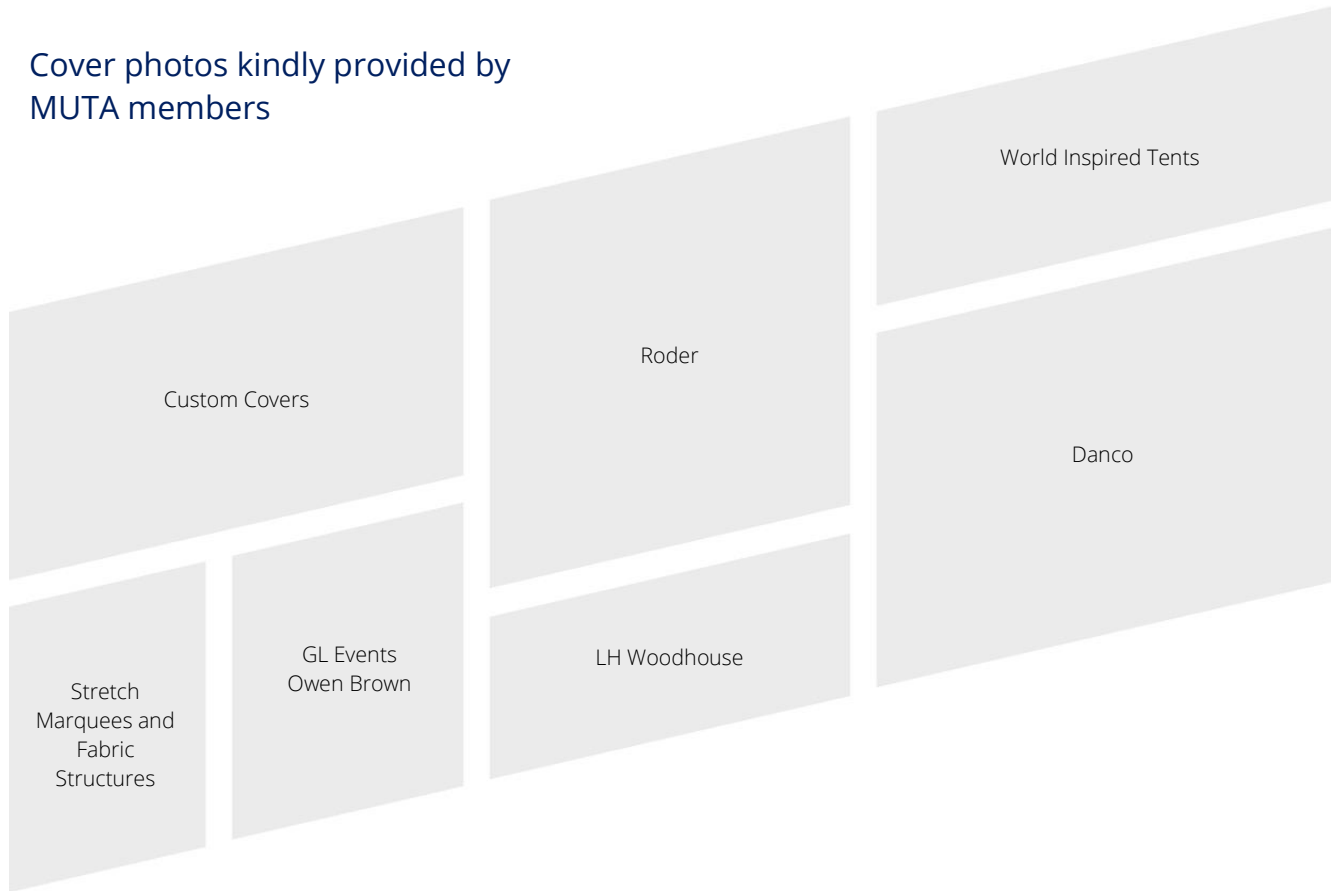 Cover photos kindly provided by
MUTA members
World Inspired Tents
Roder
Custom Covers
Danco
GL Events
Owen Brown
LH Woodhouse
Stretch
Marquees and
Fabric
Structures